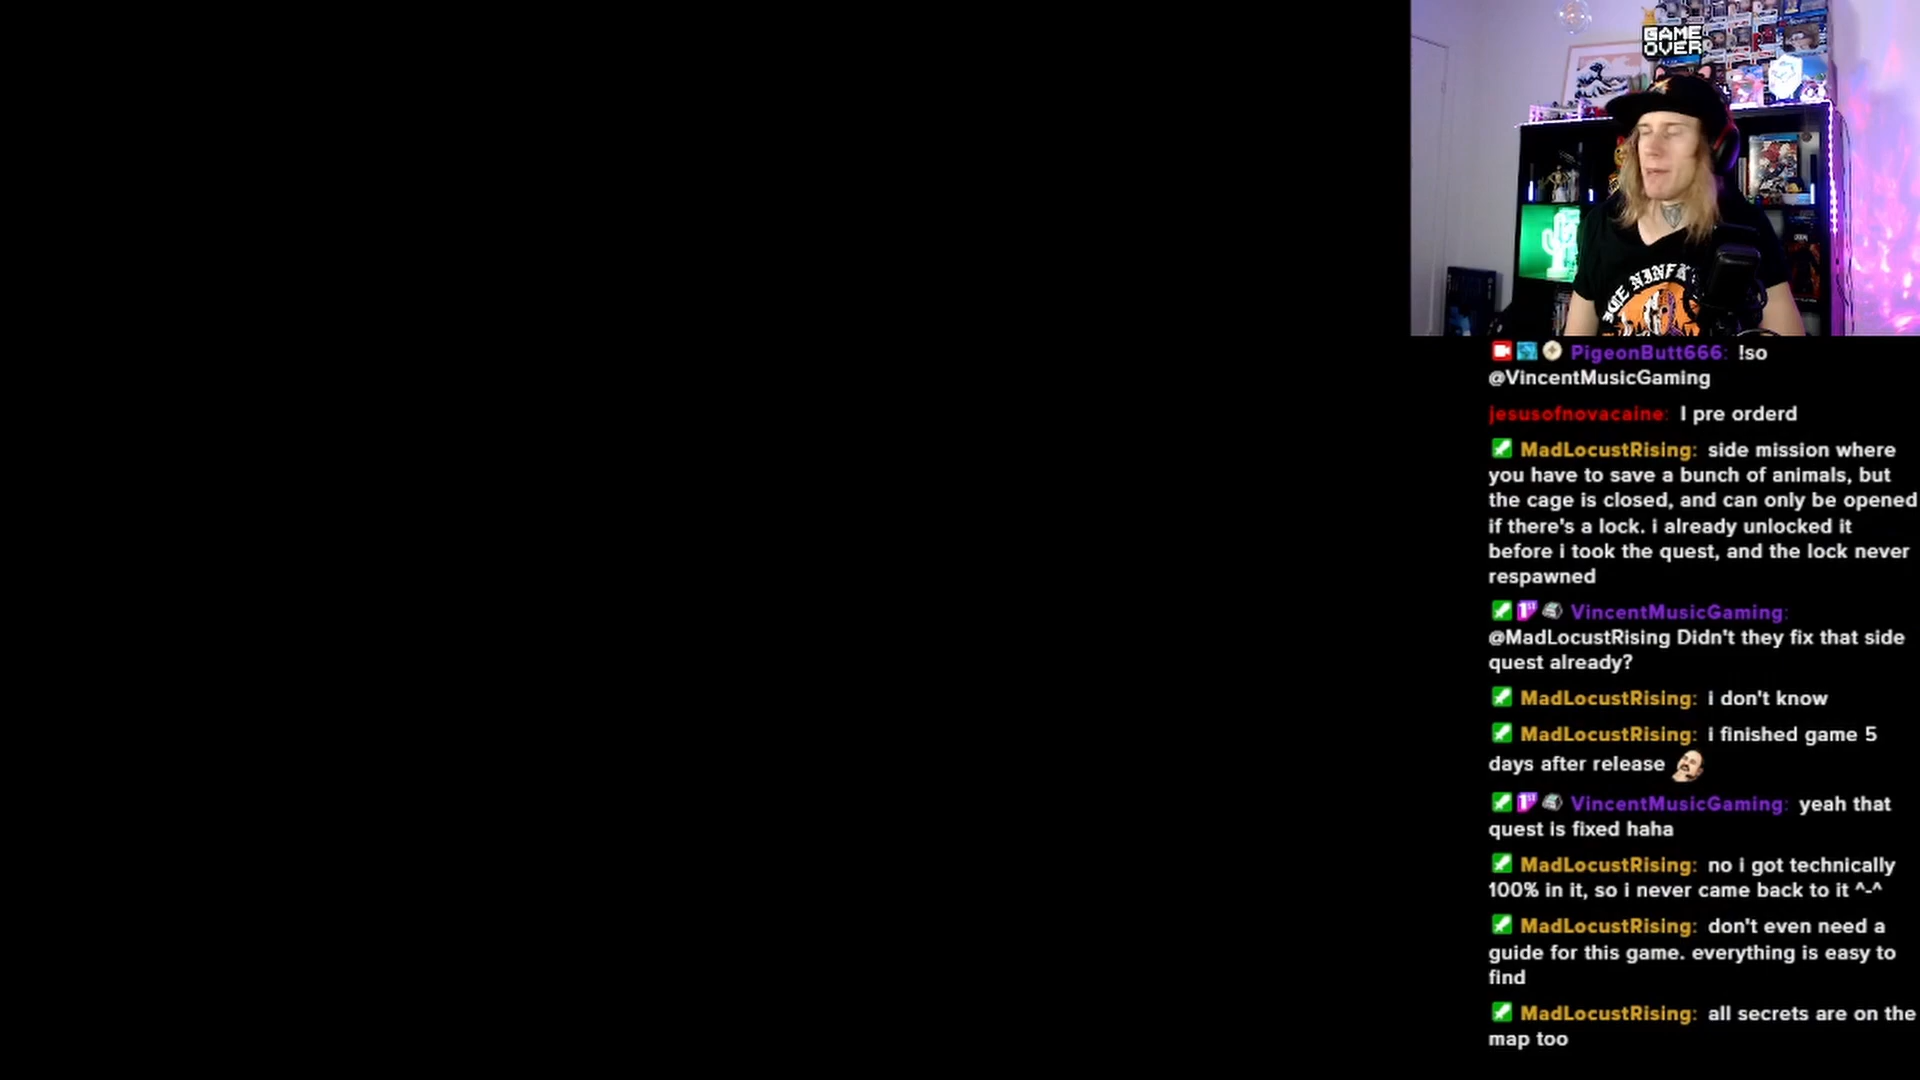 GAME
OVER
ICE NINE K
PigeonButt666: !so
@VincentMusicGaming
jesusofnovacaine: I pre orderd
MadLocustRising: side mission where
you have to save a bunch of animals, but
the cage is closed, and can only be opened
if there's a lock. i already unlocked it
before i took the quest, and the lock never
respawned
1ST VincentMusicGaming:
@MadLocustRising Didn't they fix that side
quest already?
MadLocustRising: i don't know
MadLocustRising: i finished game 5
days after release
1ST VincentMusicGaming: yeah that
quest is fixed haha
MadLocustRising: no i got technically
100% in it, so i never came back to it ^-^
MadLocustRising: don't even need a
guide for this game. everything is easy to
find
MadLocustRising: all secrets are on the
map too